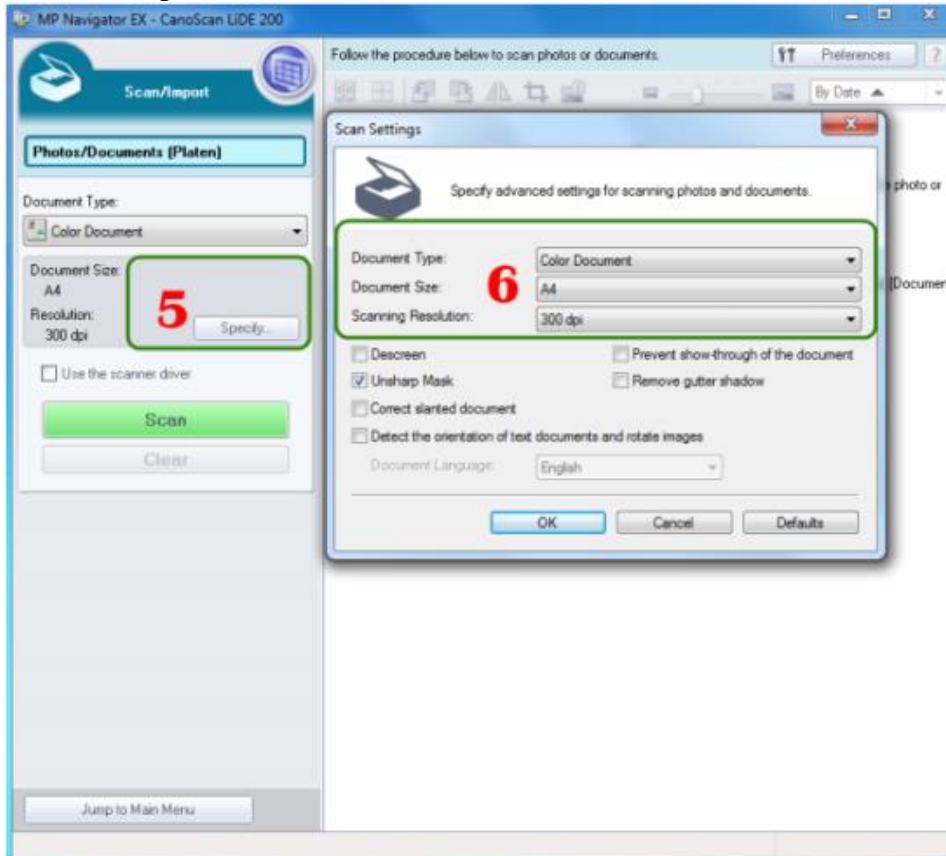 MP Navigator EX - CanoScan LiDE 200
Scan/Import
Photos/Documents (Platen)
Document Type:
Color Document
Document Size:
A4
Resolution:
300 dpi
5
Specify...
Use the scanner driver
Scan
Clear
Jump to Main Menu
Follow the procedure below to scan photos or documents.
Preferences
?
By Date
photo or
[Documen
Scan Settings
Specify advanced settings for scanning photos and documents.
6
Document Type: Color Document
Document Size: A4
Scanning Resolution: 300 dpi
Descreen Prevent show-through of the document
Unsharp Mask Remove gutter shadow
Correct slanted document
Detect the orientation of text documents and rotate images
Document Language: English
OK Cancel Defaults